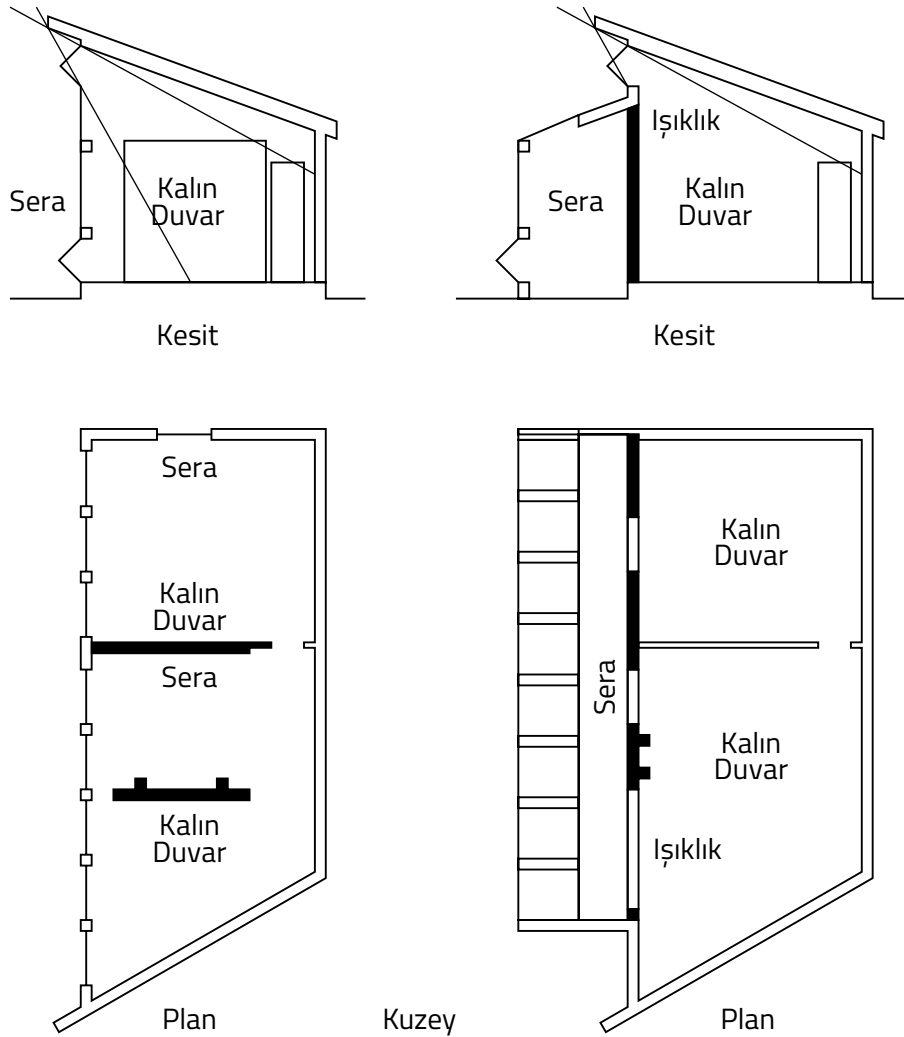 Sera
Kalın
Duvar
Kesit
Işıklık
Sera
Kalın
Duvar
Kesit
Sera
Kalın
Duvar
Sera
Kalın
Duvar
Plan
Kuzey
Kalın
Duvar
Sera
Kalın
Duvar
Işıklık
Plan